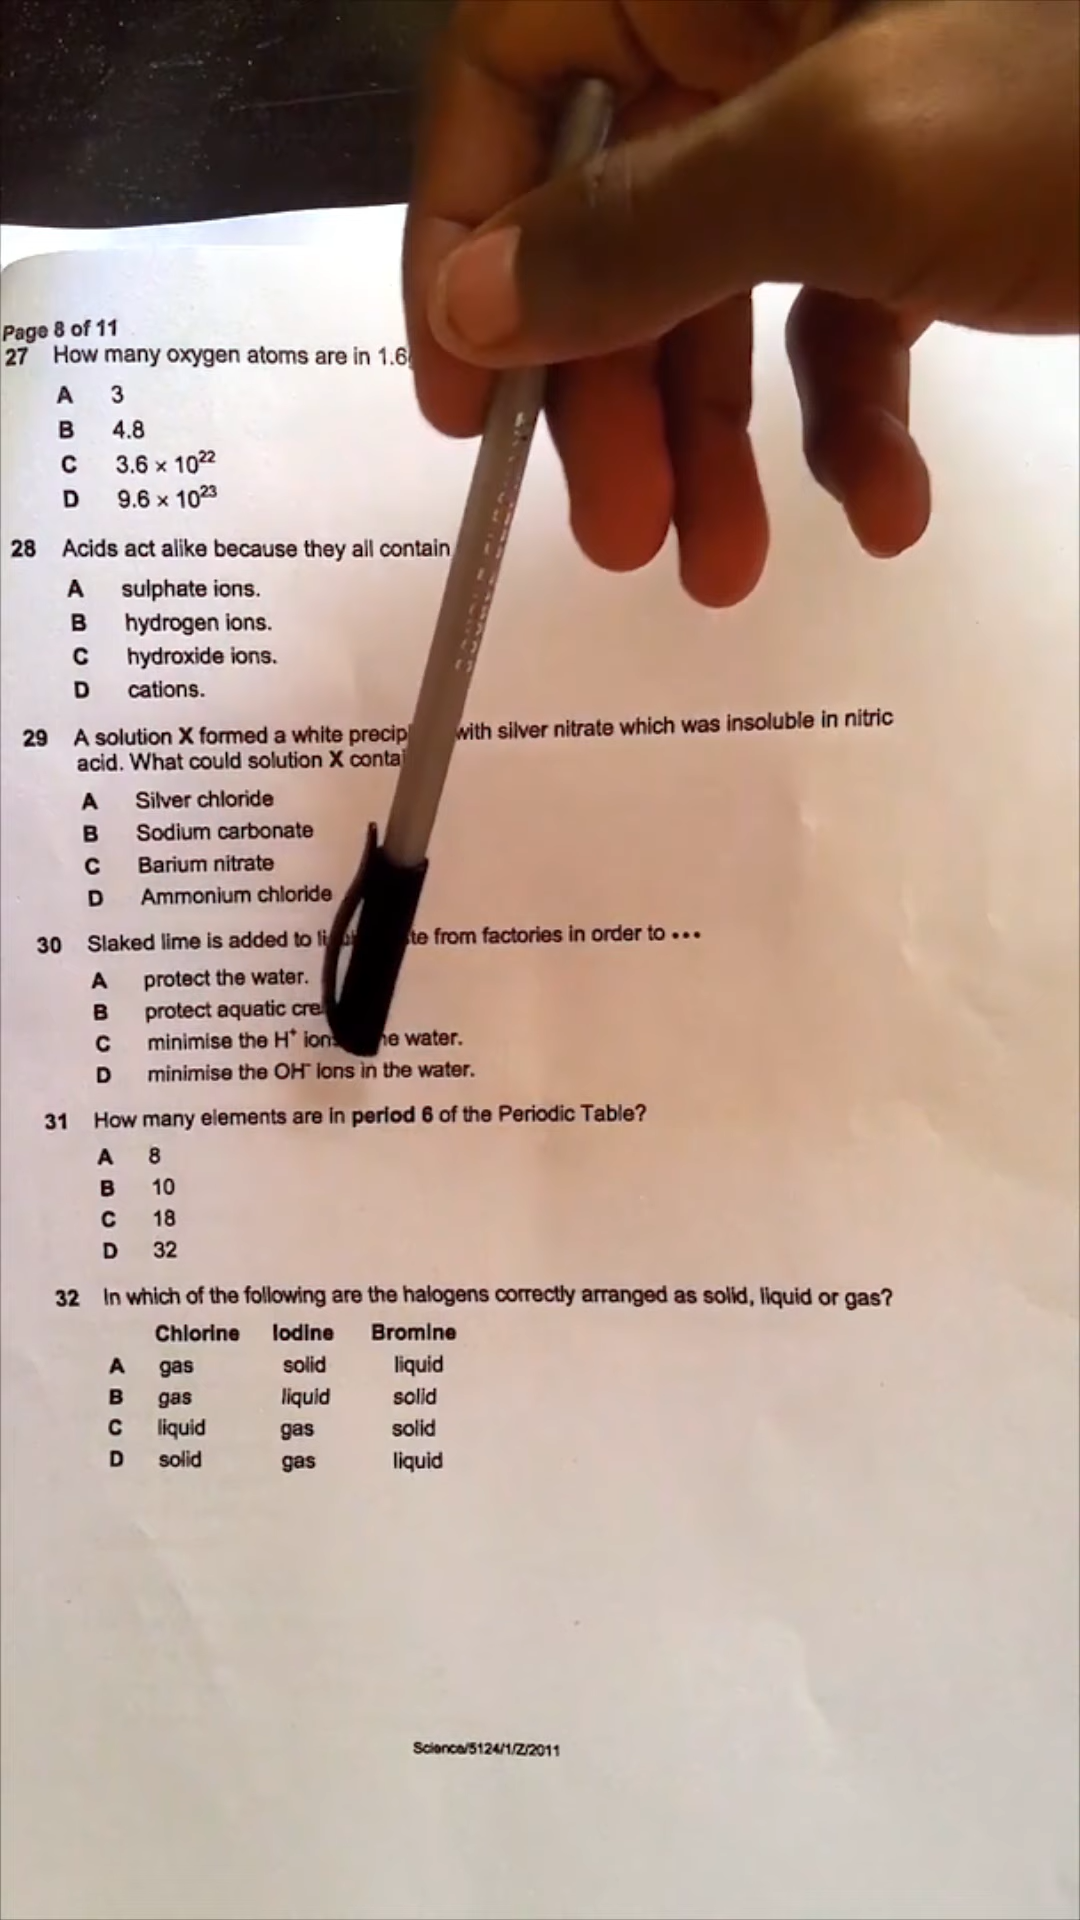 Page 8 of 11
27 How many oxygen atoms are in 1.6
A 3
B 4.8
C 3.6 × 10²²
D 9.6 × 10²³
28 Acids act alike because they all contain
A sulphate ions.
B hydrogen ions.
C hydroxide ions.
D cations.
29 A solution X formed a white precip with silver nitrate which was insoluble in nitric
acid. What could solution X conta
A Silver chloride
B Sodium carbonate
C Barium nitrate
D Ammonium chloride
30 Slaked lime is added to from factories in order to •••
A protect the water.
B protect aquatic cre
C minimise the H⁺ ions water.
D minimise the OH⁻ ions in the water.
31 How many elements are in period 6 of the Periodic Table?
A 8
B 10
C 18
D 32
32 In which of the following are the halogens correctly arranged as solid, liquid or gas?
Chlorine Iodine Bromine
A gas solid liquid
B gas liquid solid
C liquid gas solid
D solid gas liquid
Science/5124/1/Z/2011